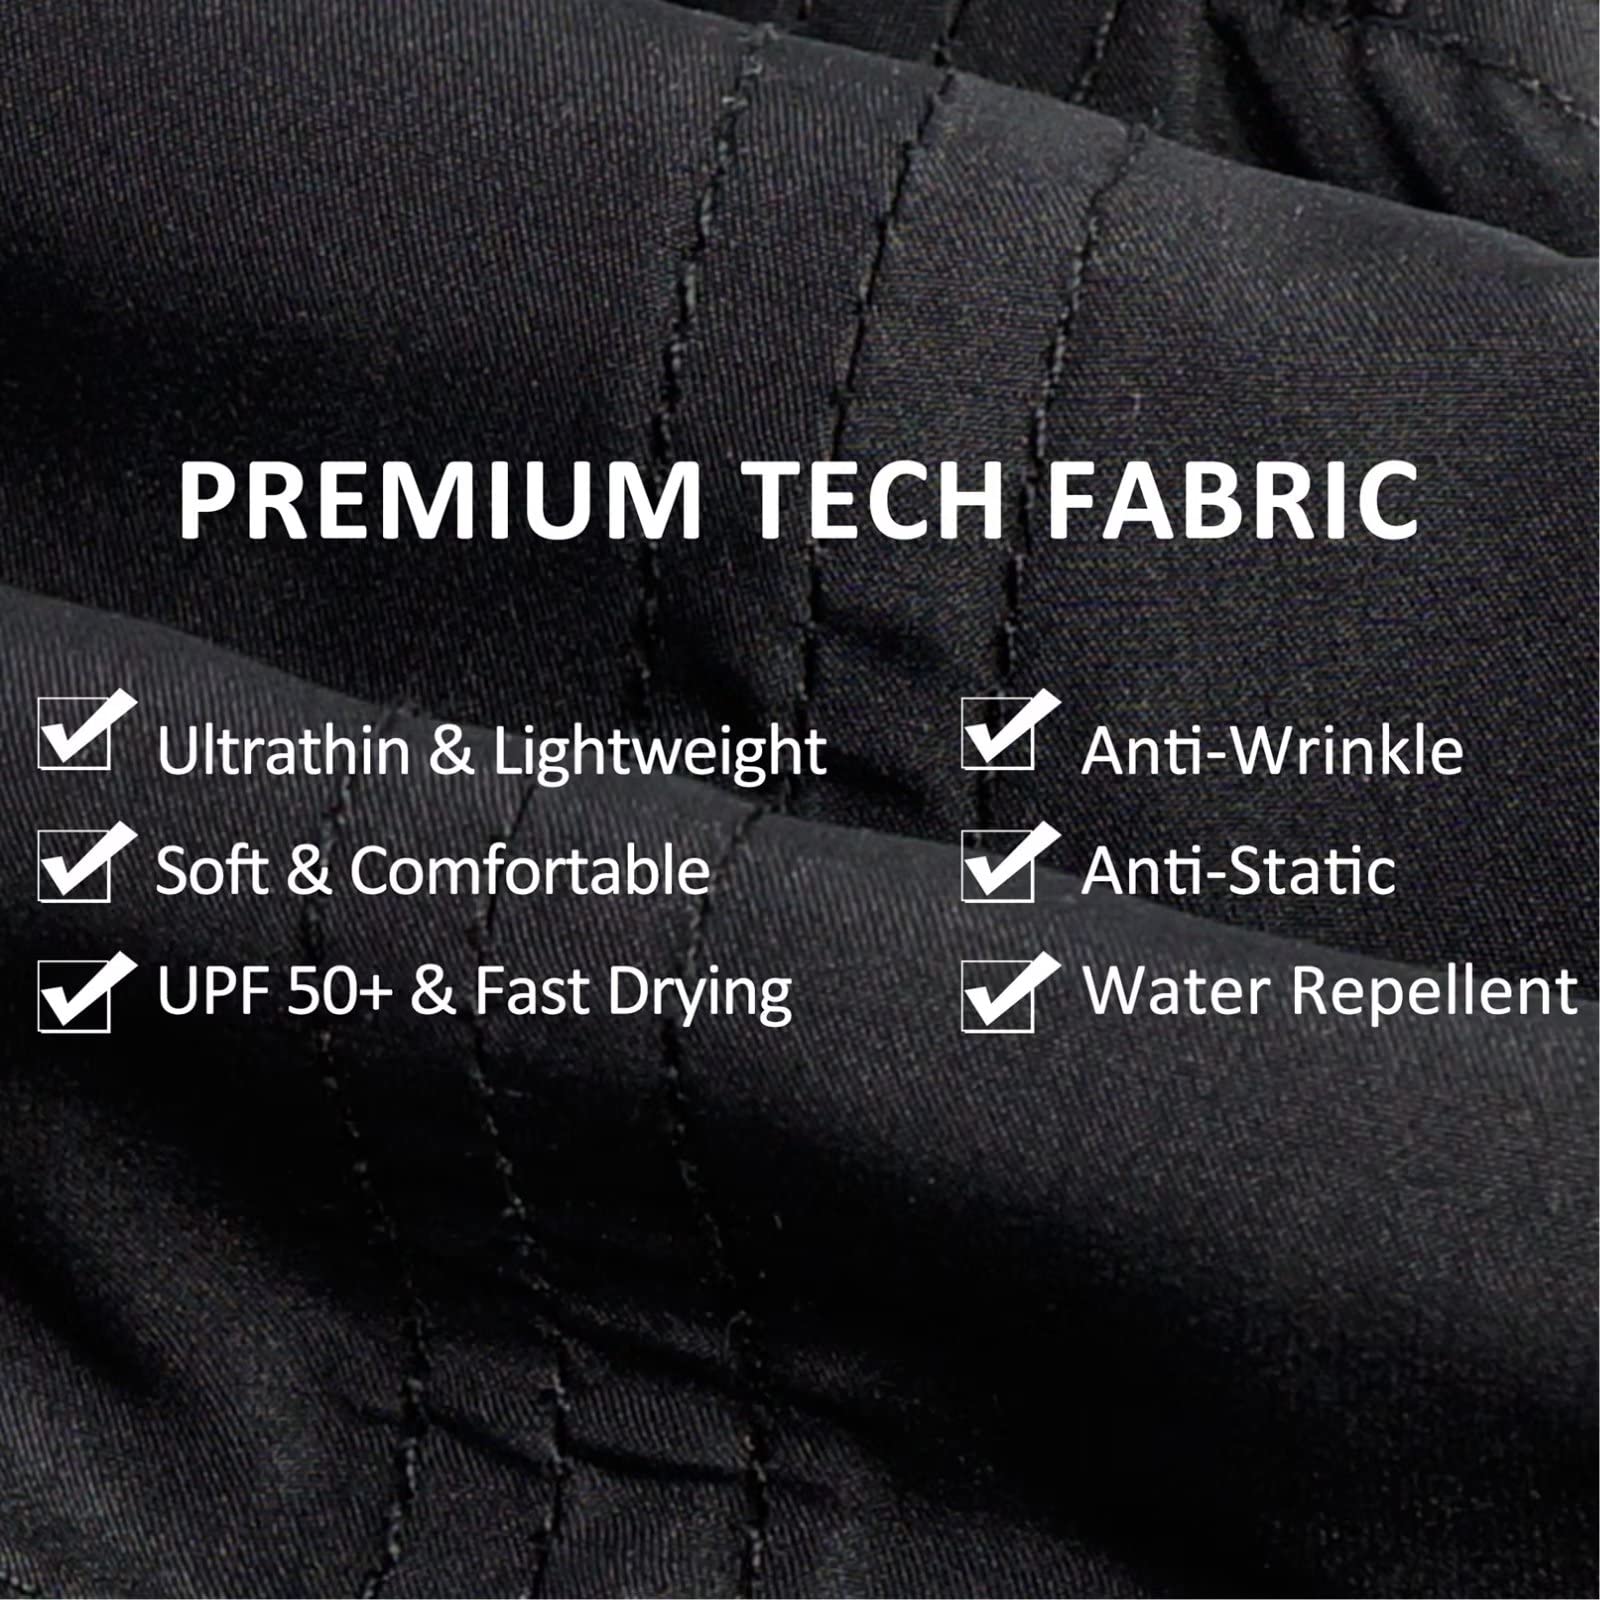 PREMIUM TECH FABRIC
Ultrathin & Lightweight
Soft & Comfortable
UPF 50+ & Fast Drying
Anti-Wrinkle
Anti-Static
Water Repellent